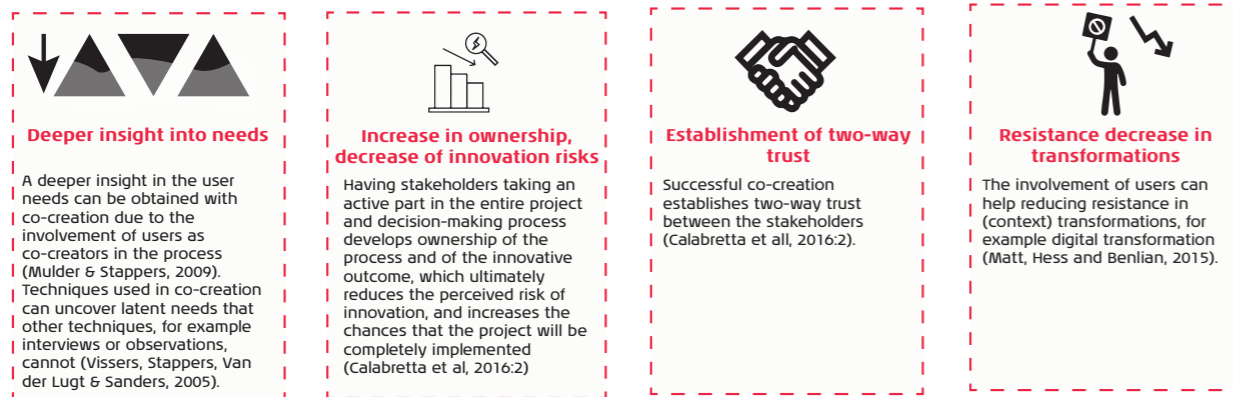 Deeper insight into needs
A deeper insight in the user
needs can be obtained with
co-creation due to the
involvement of users as
co-creators in the process
(Mulder & Stappers, 2009).
Techniques used in co-creation
can uncover latent needs that
other techniques, for example
interviews or observations,
cannot (Vissers, Stappers, Van
der Lugt & Sanders, 2005).
Increase in ownership,
decrease of innovation risks
Having stakeholders taking an
active part in the entire project
and decision-making process
develops ownership of the
process and of the innovative
outcome, which ultimately
reduces the perceived risk of
innovation, and increases the
chances that the project will be
completely implemented
(Calabretta et al, 2016:2)
Establishment of two-way
trust
Successful co-creation
establishes two-way trust
between the stakeholders
(Calabretta et all, 2016:2).
Resistance decrease in
transformations
The involvement of users can
help reducing resistance in
(context) transformations, for
example digital transformation
(Matt, Hess and Benlian, 2015).